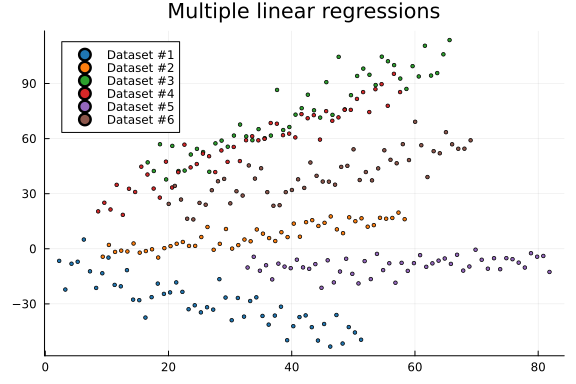 Multiple linear regressions
Dataset #1
Dataset #2
Dataset #3
Dataset #4
Dataset #5
Dataset #6
90
60
30
0
−30
0 20 40 60 80